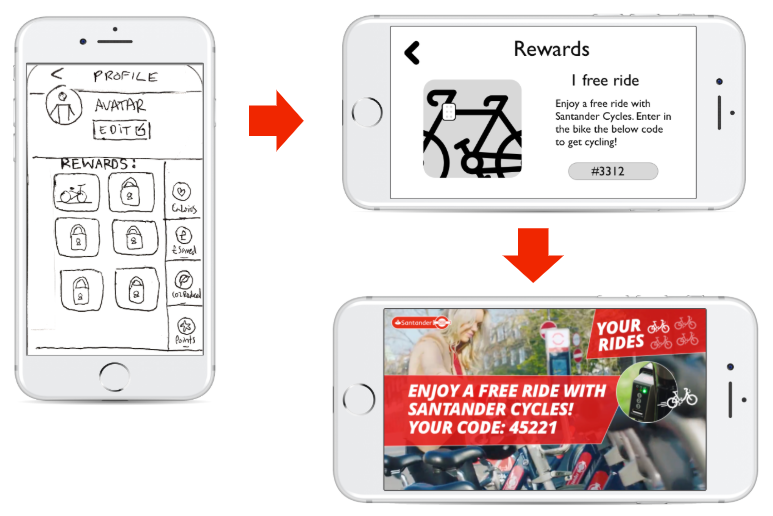 PROFILE
AVATAR
EDIT
REWARDS:
Calories
£ Saved
CO2 Reduced
Points
Rewards
1 free ride
Enjoy a free ride with
Santander Cycles. Enter in
the bike the below code
to get cycling!
#3312
Santander
YOUR
RIDES
ENJOY A FREE RIDE WITH
SANTANDER CYCLES!
YOUR CODE: 45221